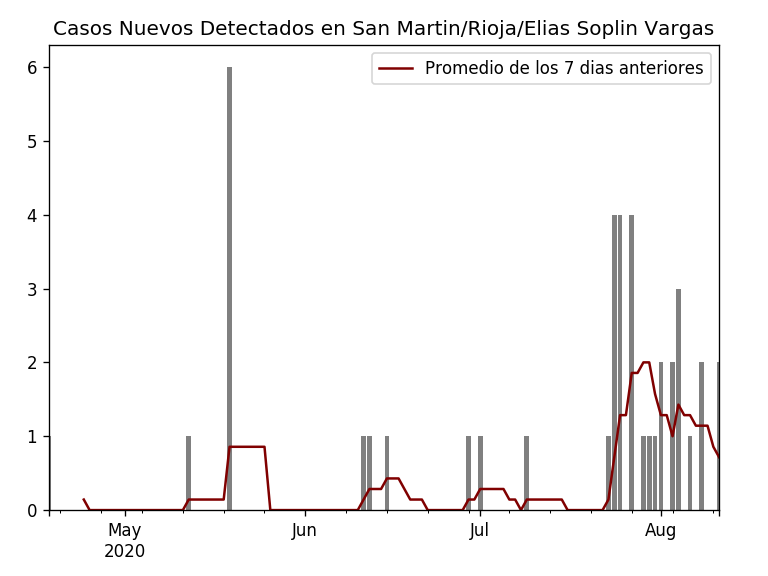 Casos Nuevos Detectados en San Martin/Rioja/Elias Soplin Vargas
Promedio de los 7 dias anteriores
6
5
4
3
2
1
0
May Jun Jul Aug
2020